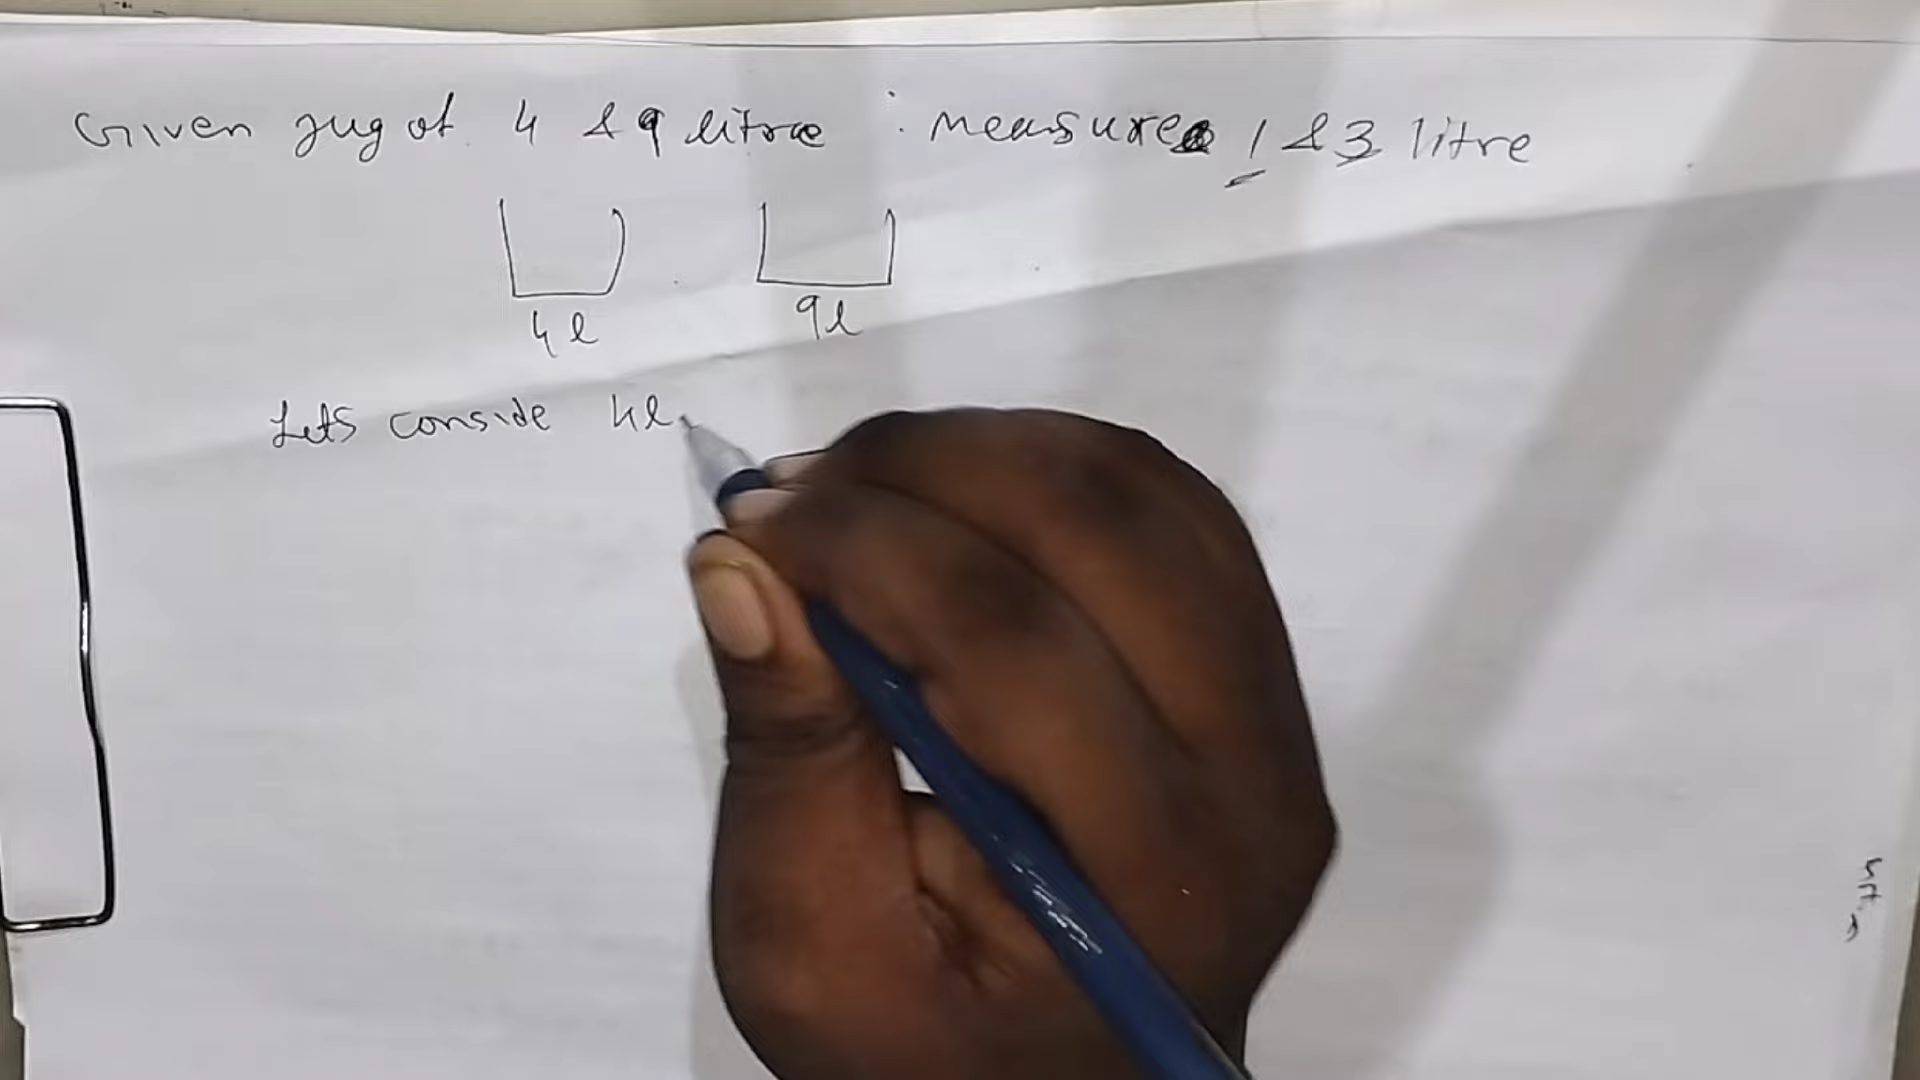 Given jug of 4 & 9 litre : measure 1 & 3 litre
4l 9l
Lets conside 4l